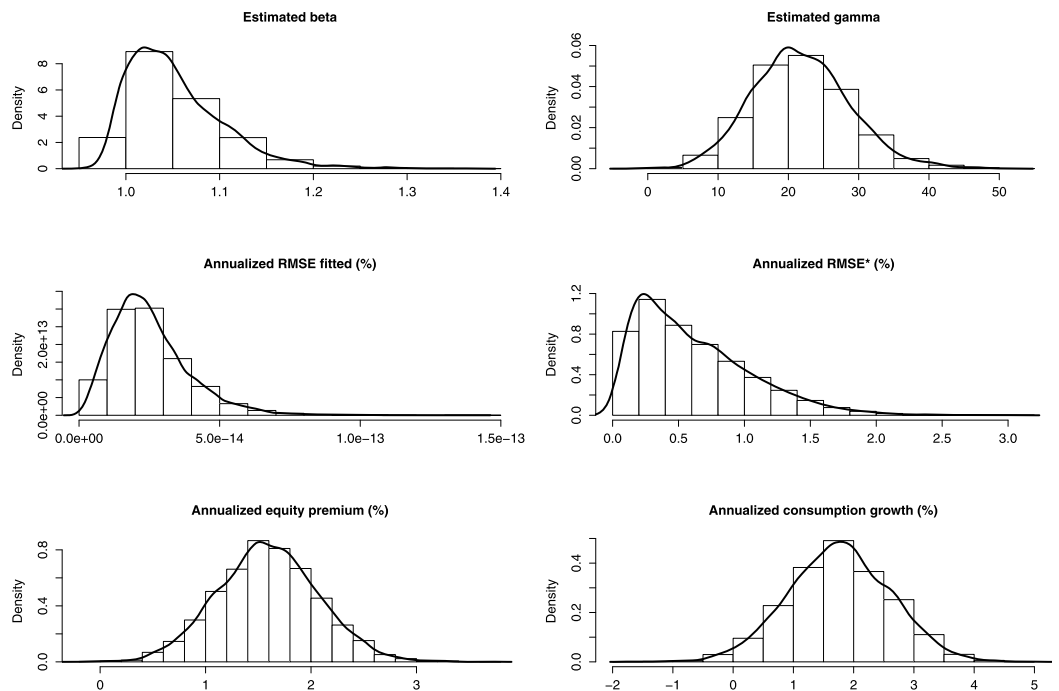 Estimated beta
Density
0 2 4 6 8
1.0 1.1 1.2 1.3 1.4
Estimated gamma
Density
0.00 0.02 0.04 0.06
0 10 20 30 40 50
Annualized RMSE fitted (%)
Density
0.0e+00 2.0e+13
0.0e+00 5.0e−14 1.0e−13 1.5e−13
Annualized RMSE* (%)
Density
0.0 0.4 0.8 1.2
0.0 0.5 1.0 1.5 2.0 2.5 3.0
Annualized equity premium (%)
Density
0.0 0.4 0.8
0 1 2 3
Annualized consumption growth (%)
Density
0.0 0.2 0.4
−2 −1 0 1 2 3 4 5